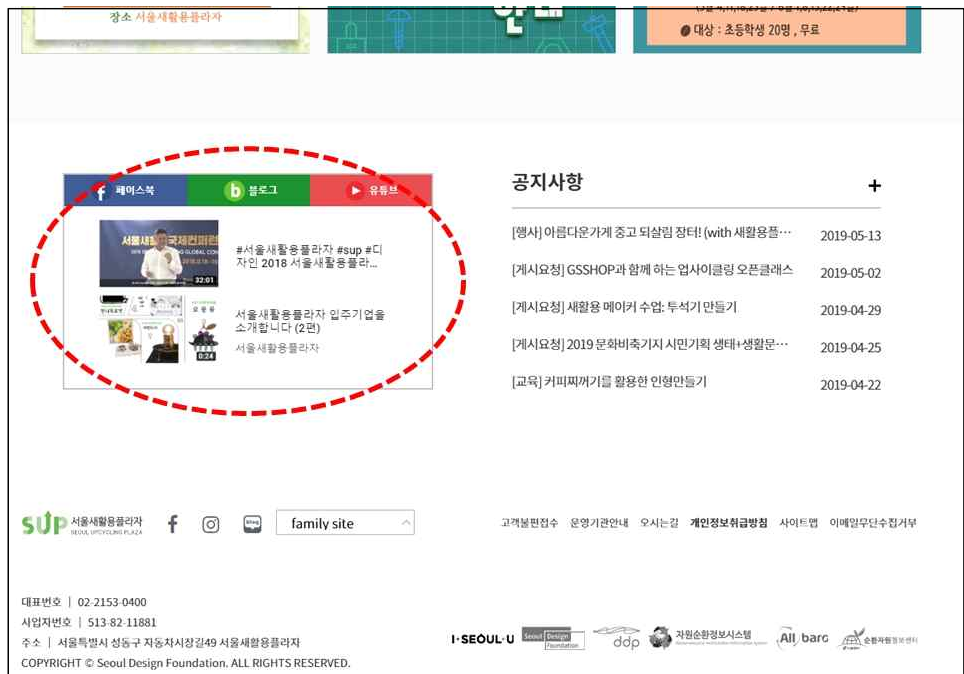 장소 서울새활용플라자
대상 : 초등학생 20명 , 무료
페이스북
블로그
유튜브
32:01
#서울새활용플라자 #sup #디
자인 2018 서울새활용플라...
0:24
서울새활용플라자 입주기업을
소개합니다 (2편)
서울새활용플라자
공지사항
+
[행사] 아름다운가게 중고 되살림 장터! (with 새활용플… 2019-05-13
[게시요청] GSSHOP과 함께 하는 업사이클링 오픈클래스 2019-05-02
[게시요청] 새활용 메이커 수업: 투석기 만들기 2019-04-29
[게시요청] 2019 문화비축기지 시민기획 생태+생활문… 2019-04-25
[교육] 커피찌꺼기를 활용한 인형만들기 2019-04-22
SUP 서울새활용플라자
SEOUL UPCYCLING PLAZA
blog
family site
고객불편접수 운영기관안내 오시는길 개인정보취급방침 사이트맵 이메일무단수집거부
대표번호 | 02-2153-0400
사업자번호 | 513-82-11881
주소 | 서울특별시 성동구 자동차시장길49 서울새활용플라자
COPYRIGHT © Seoul Design Foundation. ALL RIGHTS RESERVED.
I·SEOUL·U
Seoul Design
Foundation
ddp
자원순환정보시스템
All baro
순환자원정보센터